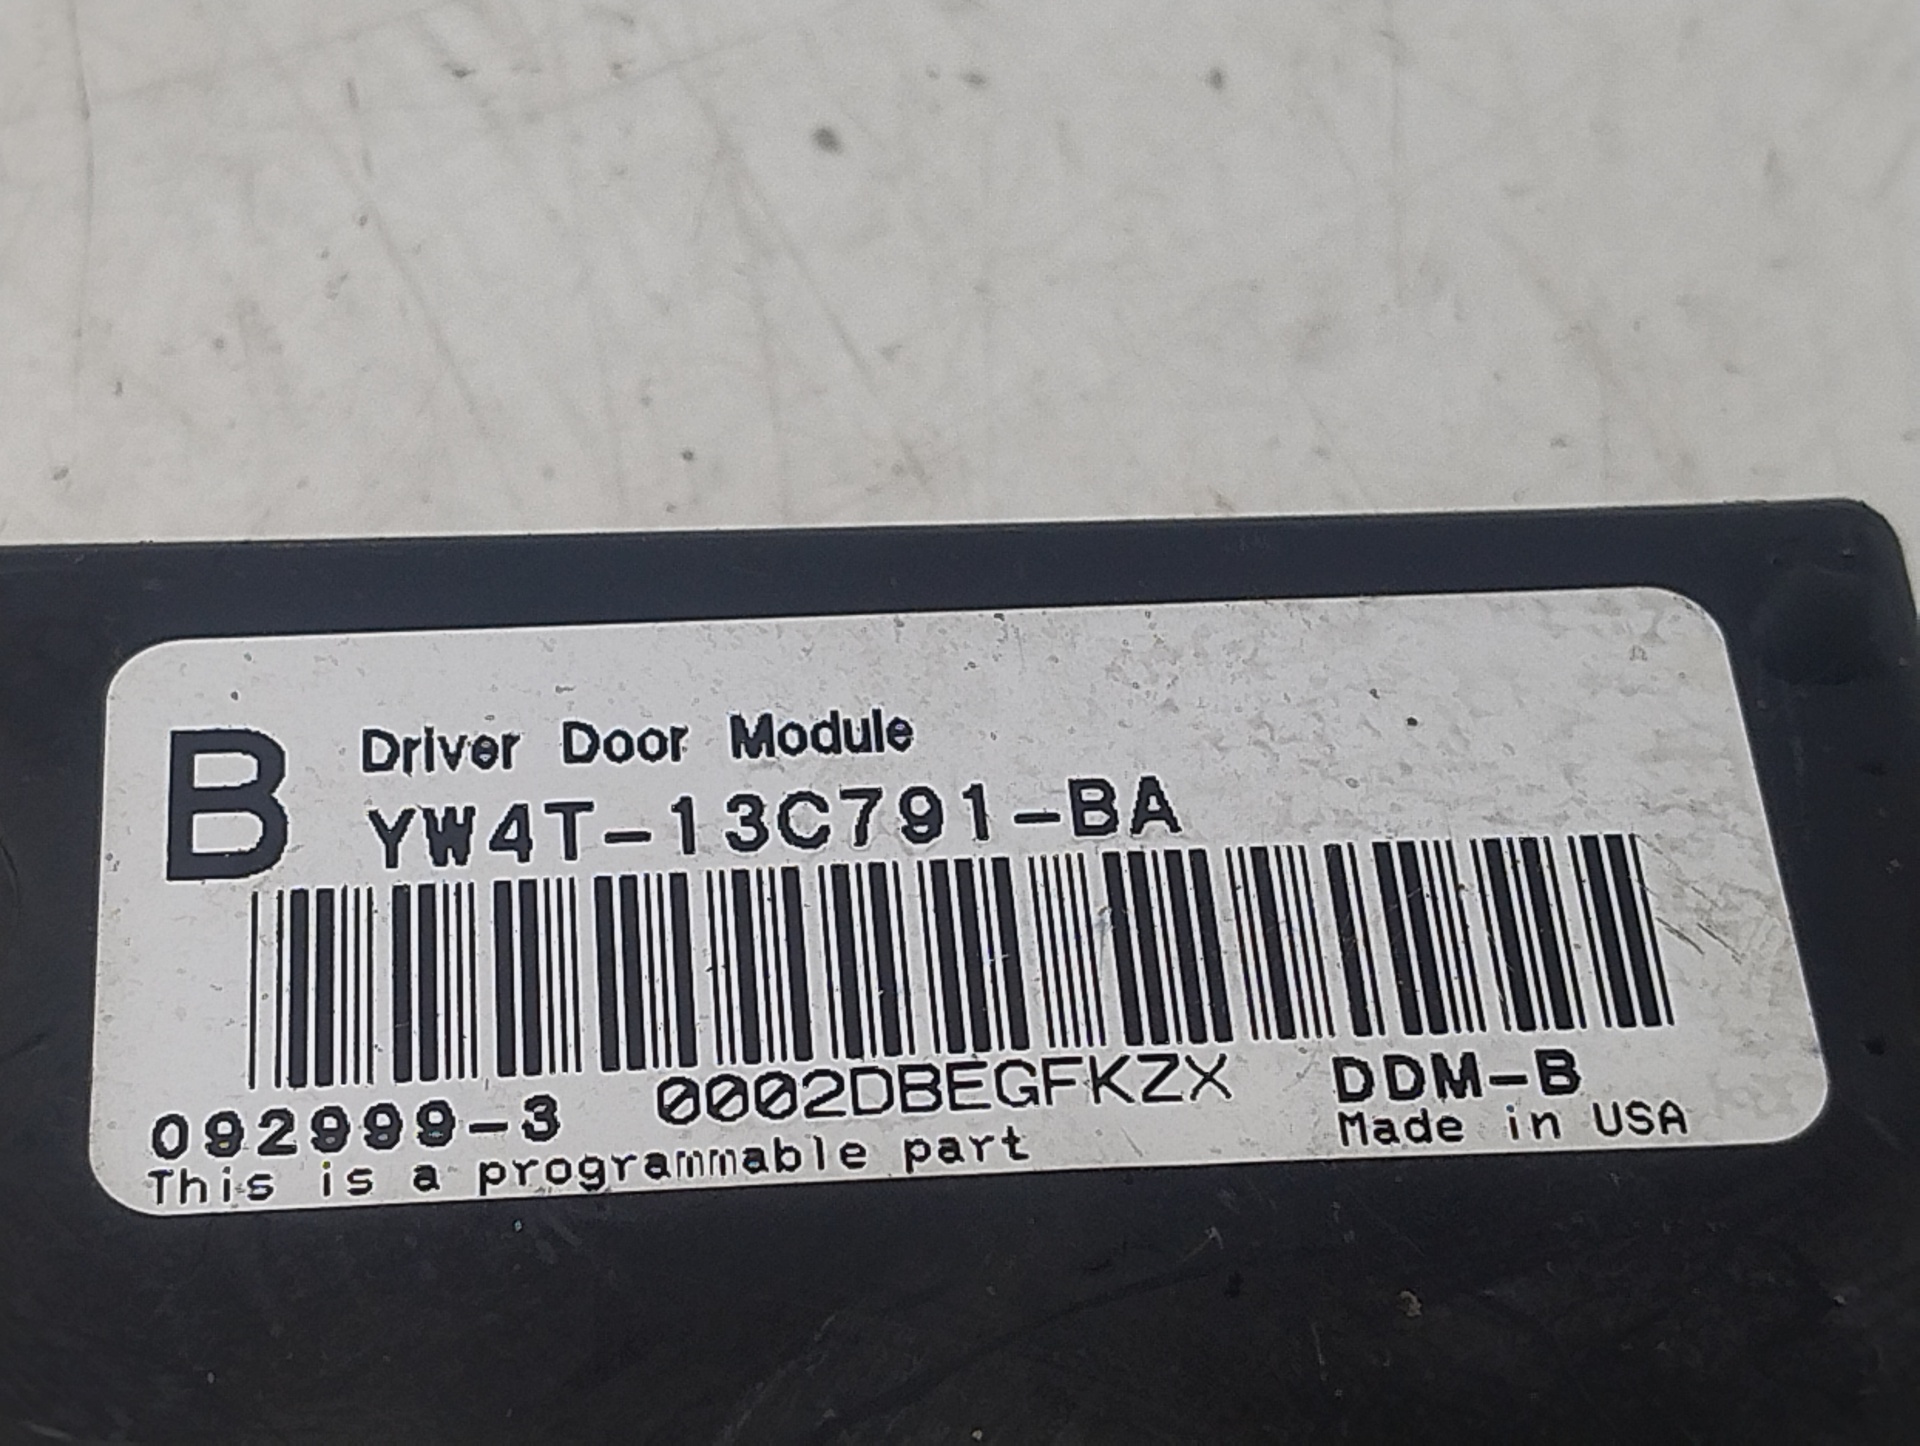 B Driver Door Module
YW4T-13C791-BA
092999-3 0002DBEGFKZX DDM-B
This is a programmable part Made in USA